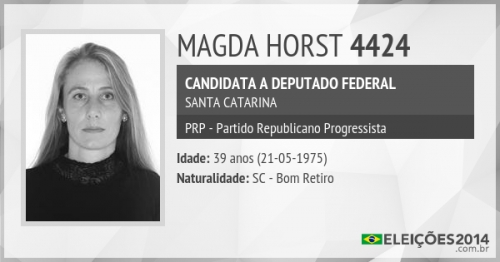 MAGDA HORST 4424
CANDIDATA A DEPUTADO FEDERAL
SANTA CATARINA
PRP - Partido Republicano Progressista
Idade: 39 anos (21-05-1975)
Naturalidade: SC - Bom Retiro
ELEIÇÕES2014
.com.br